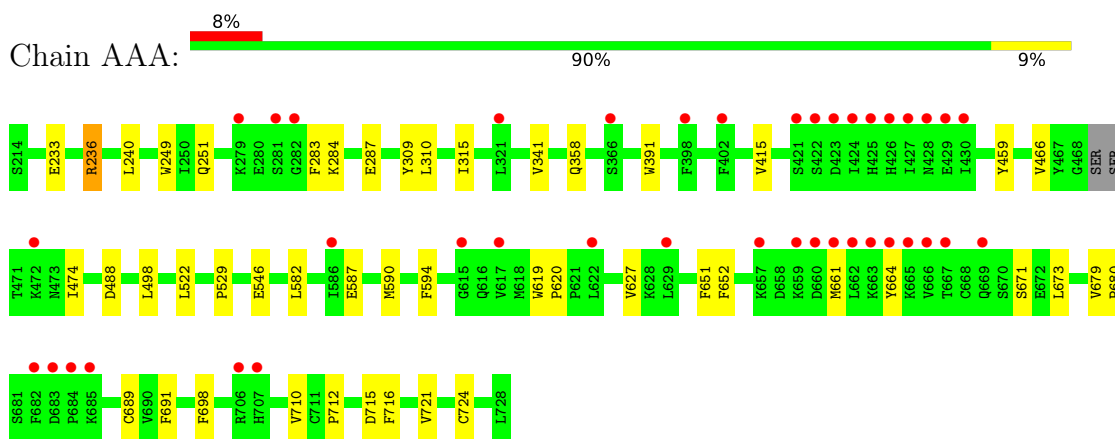 8%
Chain AAA:
90% 9%
S214 E233 R236 L240 W249 I250 Q251 K279 E280 S281 G282 F283 K284 E287 Y309 L310 I315 L321 V341 Q358 S366 W391 F398 F402 V415 S421 S422 D423 I424 H425 H426 I427 N428 E429 I430 Y459 V466 Y467 G468 SER SER
T471 K472 N473 I474 D488 L498 L522 P529 E546 L582 I586 E587 M590 F594 G615 Q616 V617 M618 W619 P620 P621 L622 V627 K628 L629 F651 F652 K657 D658 K659 D660 M661 L662 K663 Y664 K665 V666 T667 C668 Q669 S670 S671 E672 L673 V679 P680
S681 F682 D683 P684 K685 C689 V690 F691 F698 R706 H707 V710 C711 P712 D715 F716 V721 C724 L728